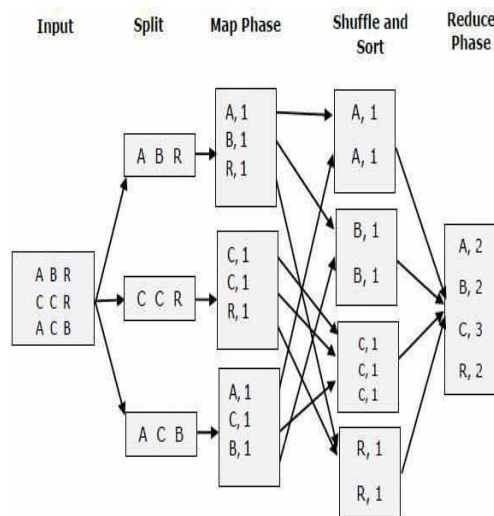 Input
Split
Map Phase
Shuffle and
Sort
Reduce
Phase
A B R
C C R
A C B
A B R
C C R
A C B
A, 1
B, 1
R, 1
C, 1
C, 1
R, 1
A, 1
C, 1
B, 1
A, 1
A, 1
B, 1
B, 1
C, 1
C, 1
C, 1
R, 1
R, 1
A, 2
B, 2
C, 3
R, 2